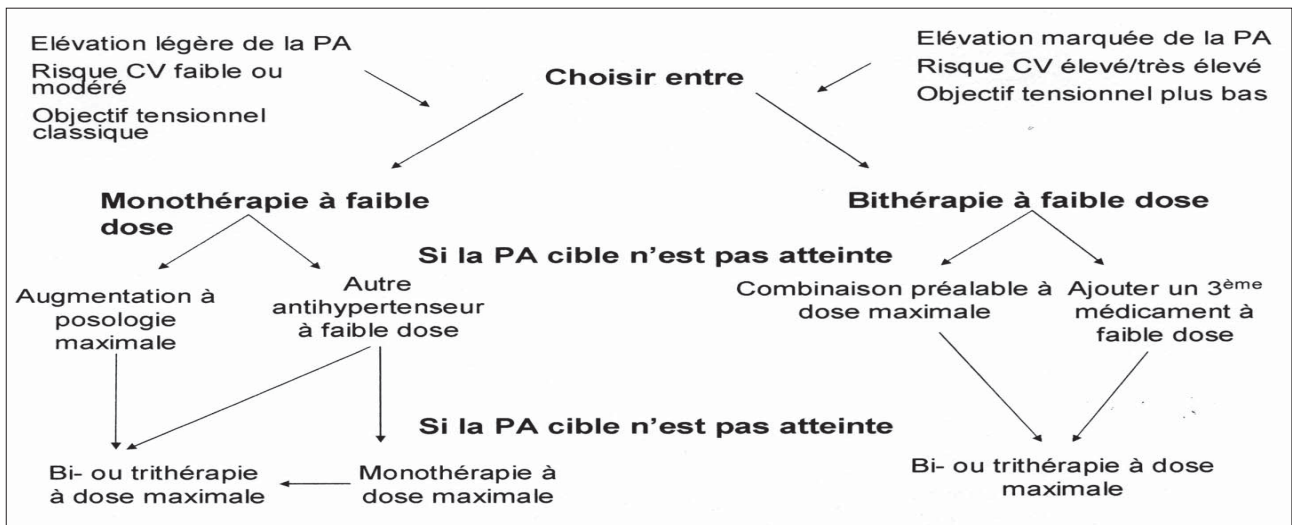 Elévation légère de la PA
Risque CV faible ou
modéré
Objectif tensionnel
classique
Choisir entre
Elévation marquée de la PA
Risque CV élevé/très élevé
Objectif tensionnel plus bas
Monothérapie à faible
dose
Bithérapie à faible dose
Si la PA cible n'est pas atteinte
Augmentation à
posologie
maximale
Autre
antihypertenseur
à faible dose
Combinaison préalable à
dose maximale
Ajouter un 3ème
médicament à
faible dose
Si la PA cible n'est pas atteinte
Bi- ou trithérapie
à dose maximale
Monothérapie à
dose maximale
Bi- ou trithérapie à dose
maximale